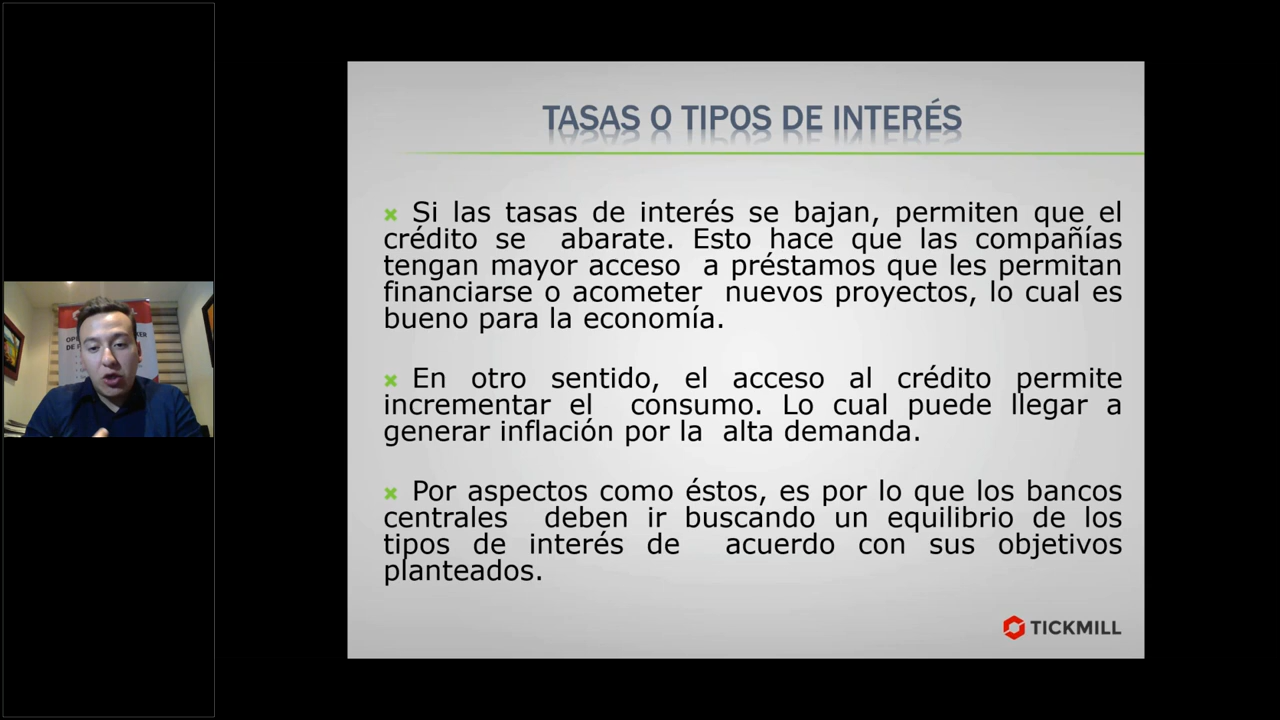 TASAS O TIPOS DE INTERÉS
Si las tasas de interés se bajan, permiten que el
crédito se abarate. Esto hace que las compañías
tengan mayor acceso a préstamos que les permitan
financiarse o acometer nuevos proyectos, lo cual es
bueno para la economía.
En otro sentido, el acceso al crédito permite
incrementar el consumo. Lo cual puede llegar a
generar inflación por la alta demanda.
Por aspectos como éstos, es por lo que los bancos
centrales deben ir buscando un equilibrio de los
tipos de interés de acuerdo con sus objetivos
planteados.
TICKMILL